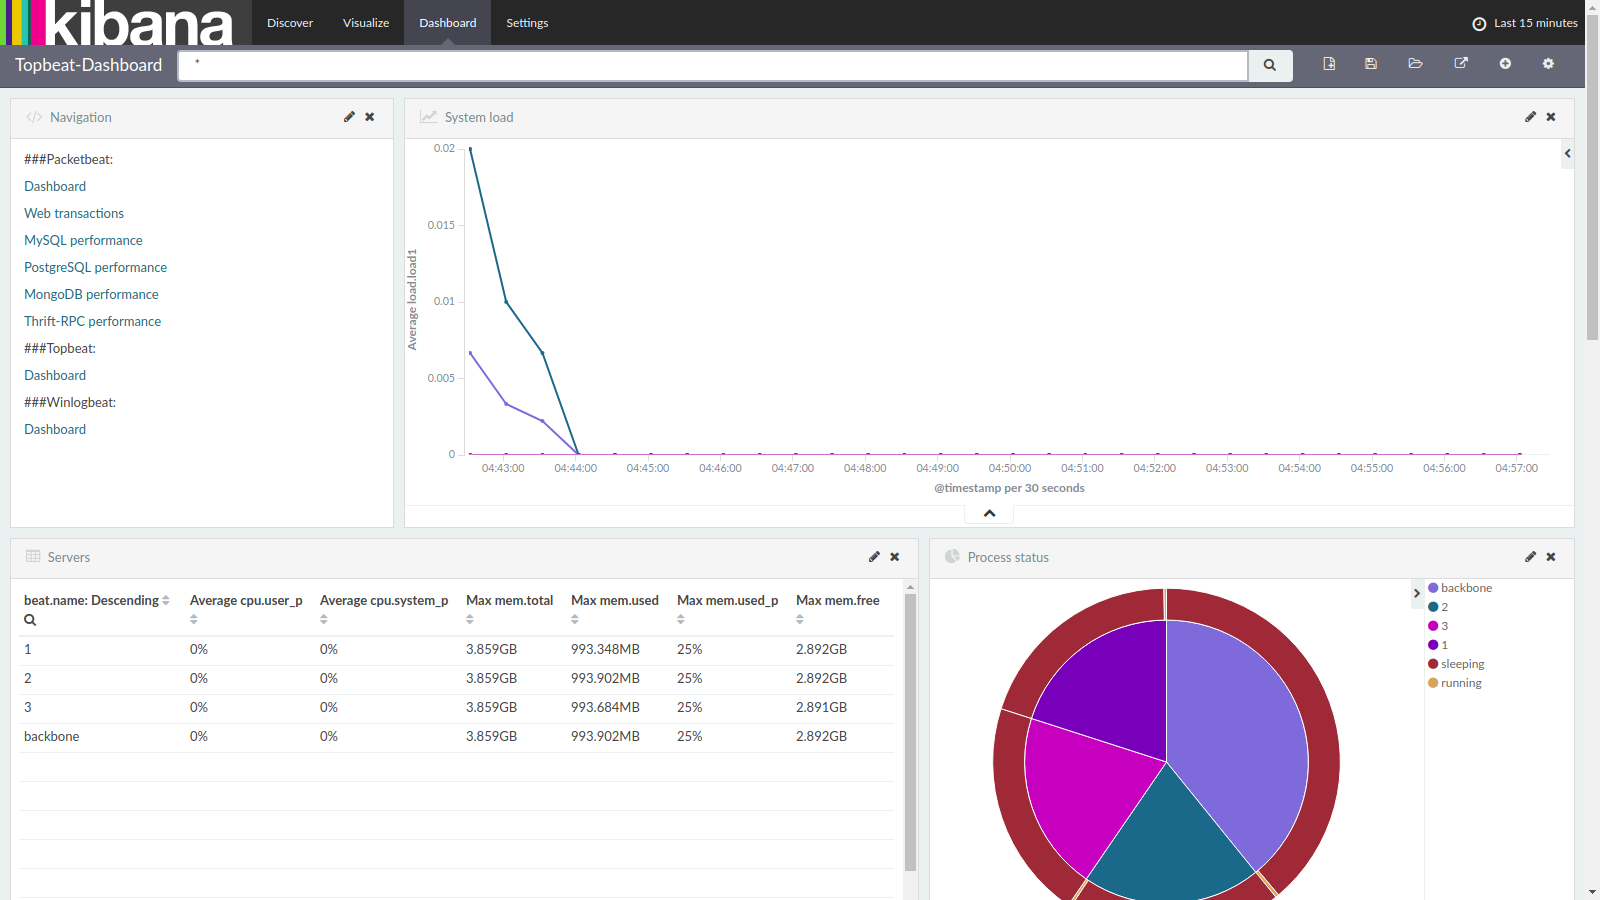 kibana
Discover Visualize Dashboard Settings Last 15 minutes
Topbeat-Dashboard *
Navigation
###Packetbeat:
Dashboard
Web transactions
MySQL performance
PostgreSQL performance
MongoDB performance
Thrift-RPC performance
###Topbeat:
Dashboard
###Winlogbeat:
Dashboard
System load
Average load.load1
0.02
0.015
0.01
0.005
0
04:43:00 04:44:00 04:45:00 04:46:00 04:47:00 04:48:00 04:49:00 04:50:00 04:51:00 04:52:00 04:53:00 04:54:00 04:55:00 04:56:00 04:57:00
@timestamp per 30 seconds
Servers
beat.name: Descending Average cpu.user_p Average cpu.system_p Max mem.total Max mem.used Max mem.used_p Max mem.free
1 0% 0% 3.859GB 993.348MB 25% 2.892GB
2 0% 0% 3.859GB 993.902MB 25% 2.892GB
3 0% 0% 3.859GB 993.684MB 25% 2.891GB
backbone 0% 0% 3.859GB 993.902MB 25% 2.892GB
Process status
backbone
2
3
1
sleeping
running